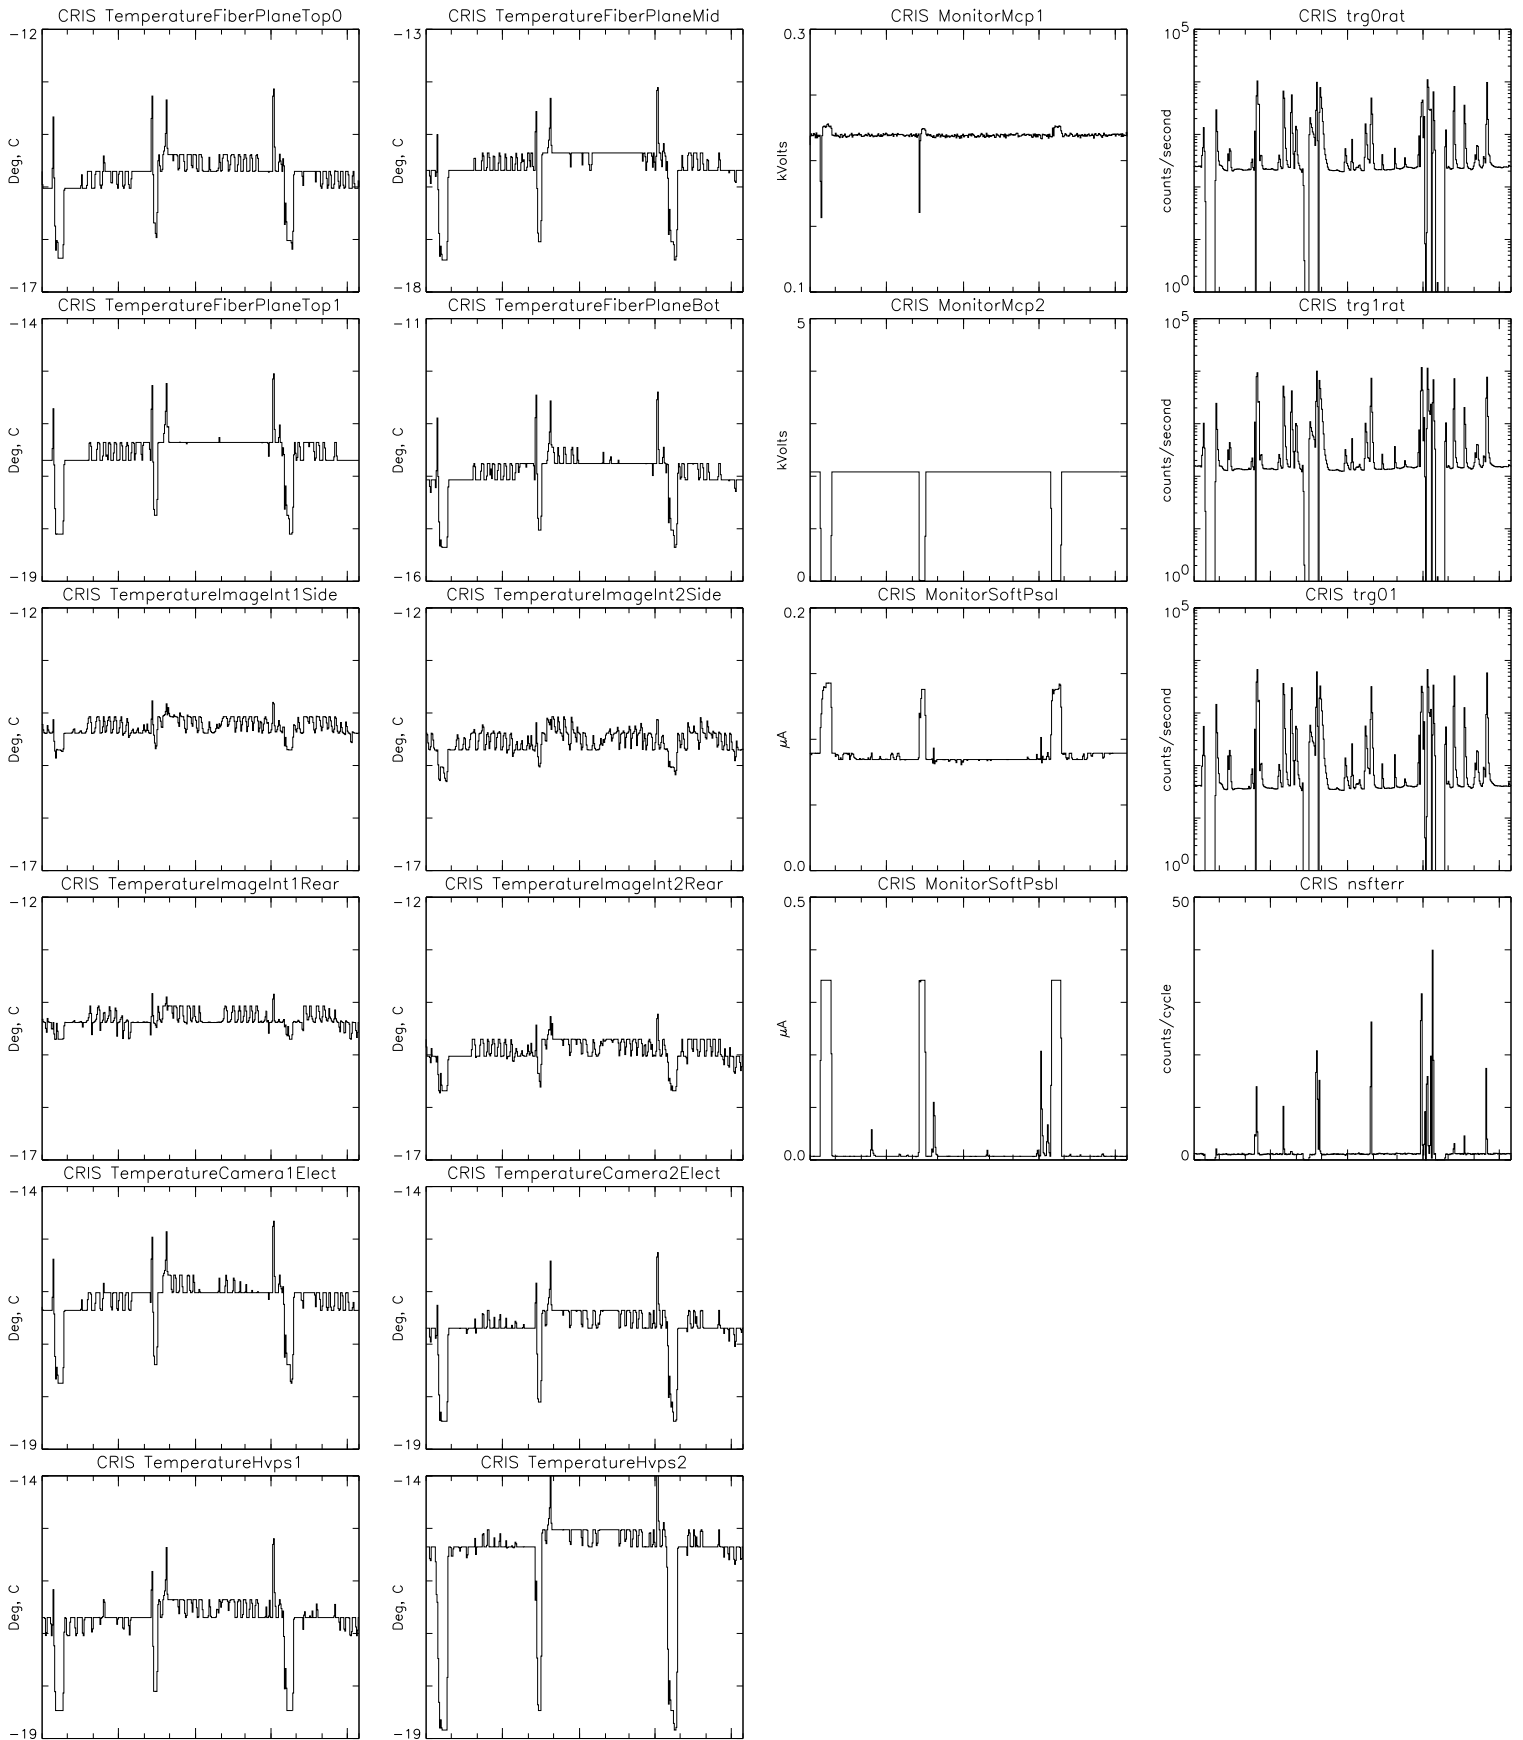 CRIS TemperatureFiberPlaneTop0
-12
Deg, C
-17
CRIS TemperatureFiberPlaneMid
-13
Deg, C
-18
CRIS MonitorMcp1
0.3
kVolts
0.1
CRIS trg0rat
10^5
counts/second
10^0
CRIS TemperatureFiberPlaneTop1
-14
Deg, C
-19
CRIS TemperatureFiberPlaneBot
-11
Deg, C
-16
CRIS MonitorMcp2
5
kVolts
0
CRIS trg1rat
10^5
counts/second
10^0
CRIS TemperatureImageInt1Side
-12
Deg, C
-17
CRIS TemperatureImageInt2Side
-12
Deg, C
-17
CRIS MonitorSoftPsaI
0.2
μA
0.0
CRIS trg01
10^5
counts/second
10^0
CRIS TemperatureImageInt1Rear
-12
Deg, C
-17
CRIS TemperatureImageInt2Rear
-12
Deg, C
-17
CRIS MonitorSoftPsbI
0.5
μA
0.0
CRIS nsfterr
50
counts/cycle
0
CRIS TemperatureCamera1Elect
-14
Deg, C
-19
CRIS TemperatureCamera2Elect
-14
Deg, C
-19
CRIS TemperatureHvps1
-14
Deg, C
-19
CRIS TemperatureHvps2
-14
Deg, C
-19